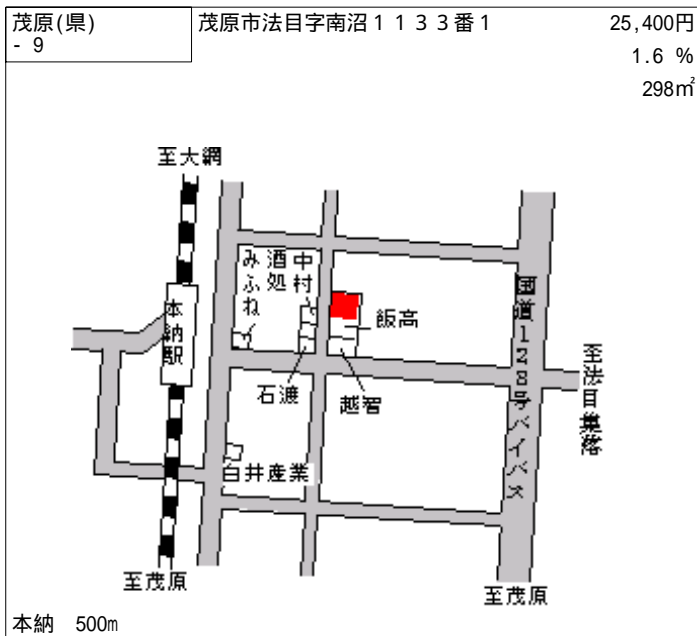 茂原(県)
- 9
茂原市法目字南沼１１３３番１
25,400円
1.6 %
298㎡
至大網
本納駅
みふね
酒処
中村
飯高
石渡
越智
白井産業
国道128号バイパス
至法目集落
至茂原
至茂原
本納 500m